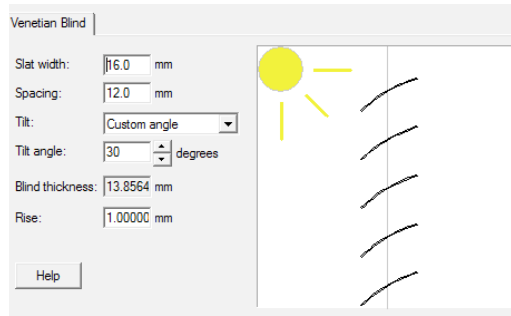 Venetian Blind
Slat width: 16.0 mm
Spacing: 12.0 mm
Tilt: Custom angle
Tilt angle: 30 degrees
Blind thickness: 13.8564 mm
Rise: 1.00000 mm
Help